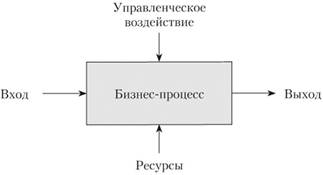 Управленческое
воздействие
Вход
Бизнес-процесс
Выход
Ресурсы